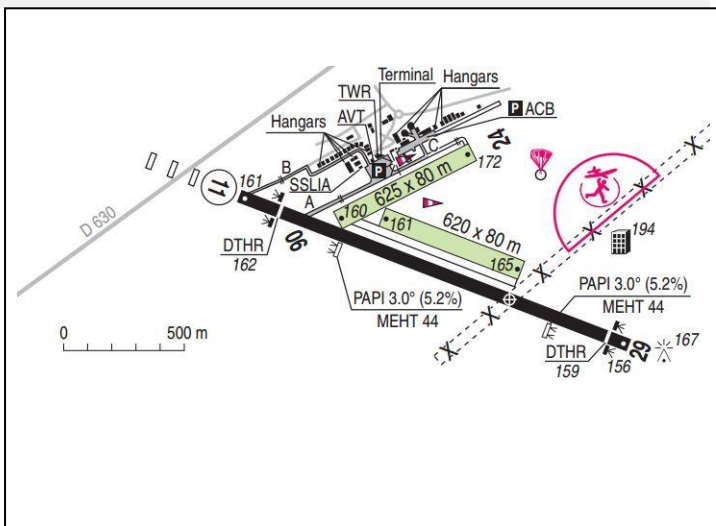 Terminal
Hangars
TWR
P ACB
AVT
Hangars
C
24
B
P
172
SSLIA
161
11
A
625 x 80 m
D 630
160
161
620 x 80 m
194
06
DTHR
162
165
PAPI 3.0° (5.2%)
MEHT 44
PAPI 3.0° (5.2%)
MEHT 44
0 500 m
X X X X X X X
DTHR
159
156
29
167